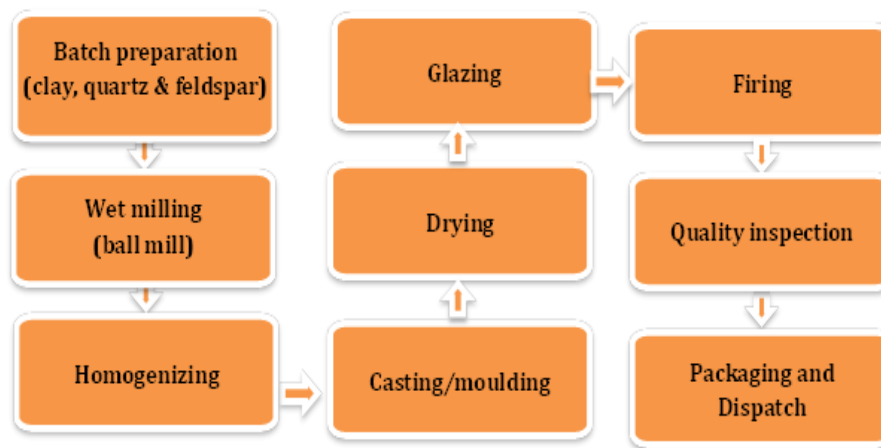 Batch preparation
(clay, quartz & feldspar)
Wet milling
(ball mill)
Homogenizing
Casting/moulding
Drying
Glazing
Firing
Quality inspection
Packaging and
Dispatch